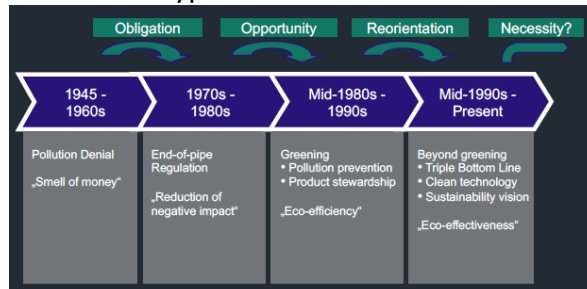 Obligation
Opportunity
Reorientation
Necessity?
1945 -
1960s
1970s -
1980s
Mid-1980s -
1990s
Mid-1990s -
Present
Pollution Denial
„Smell of money“
End-of-pipe
Regulation
„Reduction of
negative impact“
Greening
• Pollution prevention
• Product stewardship
„Eco-efficiency“
Beyond greening
• Triple Bottom Line
• Clean technology
• Sustainability vision
„Eco-effectiveness“